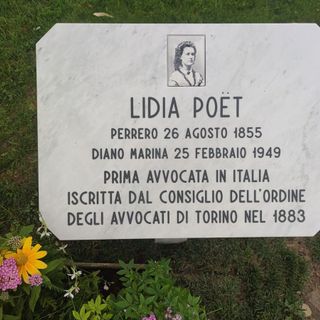 LIDIA POËT
PERRERO 26 AGOSTO 1855
DIANO MARINA 25 FEBBRAIO 1949
PRIMA AVVOCATA IN ITALIA
ISCRITTA DAL CONSIGLIO DELL'ORDINE
DEGLI AVVOCATI DI TORINO NEL 1883